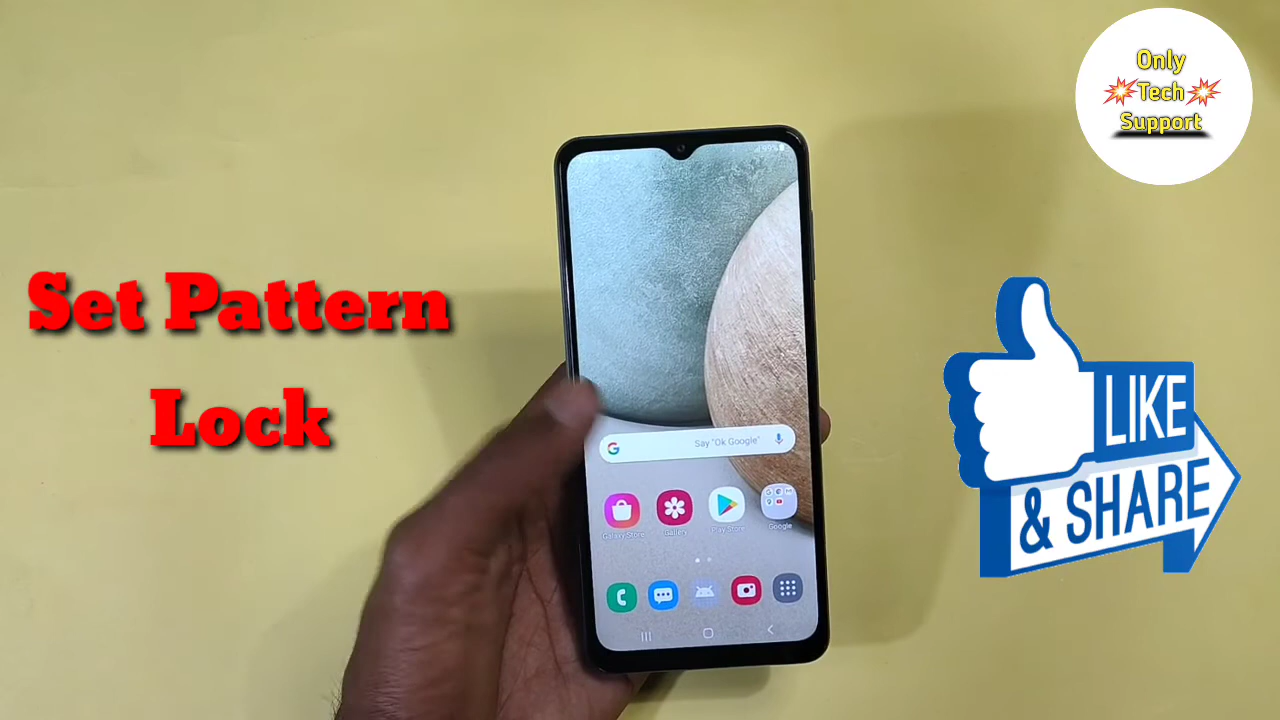 Only
Tech
Support
Set Pattern
Lock
Say "Ok Google"
Galaxy Store
Gallery
Play Store
Google
LIKE
& SHARE